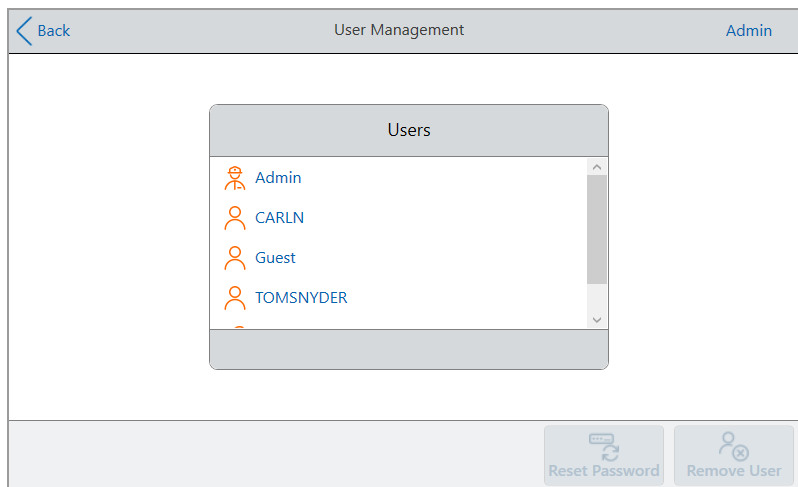 Back
User Management
Admin
Users
Admin
CARLN
Guest
TOMSNYDER
Reset Password
Remove User